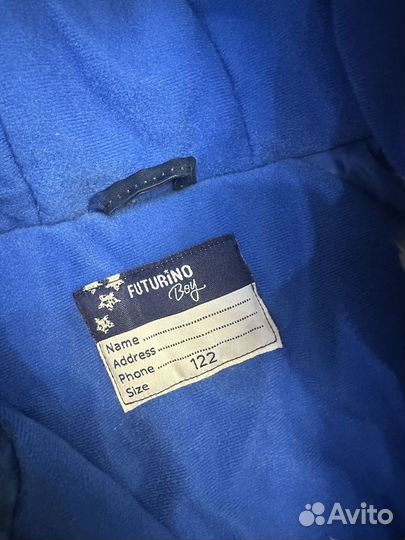 FUTURINO
Boy
Name ..............................
Address..........................
Phone ............................
Size 122
Avito